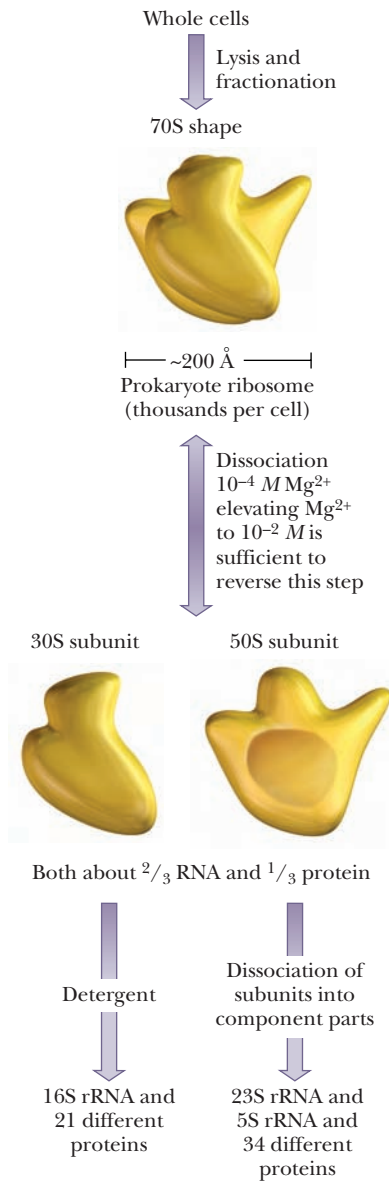 Whole cells
Lysis and
fractionation
70S shape
~200 Å
Prokaryote ribosome
(thousands per cell)
Dissociation
10⁻⁴ M Mg²⁺
elevating Mg²⁺
to 10⁻² M is
sufficient to
reverse this step
30S subunit
50S subunit
Both about ²/₃ RNA and ¹/₃ protein
Detergent
Dissociation of
subunits into
component parts
16S rRNA and
21 different
proteins
23S rRNA and
5S rRNA and
34 different
proteins